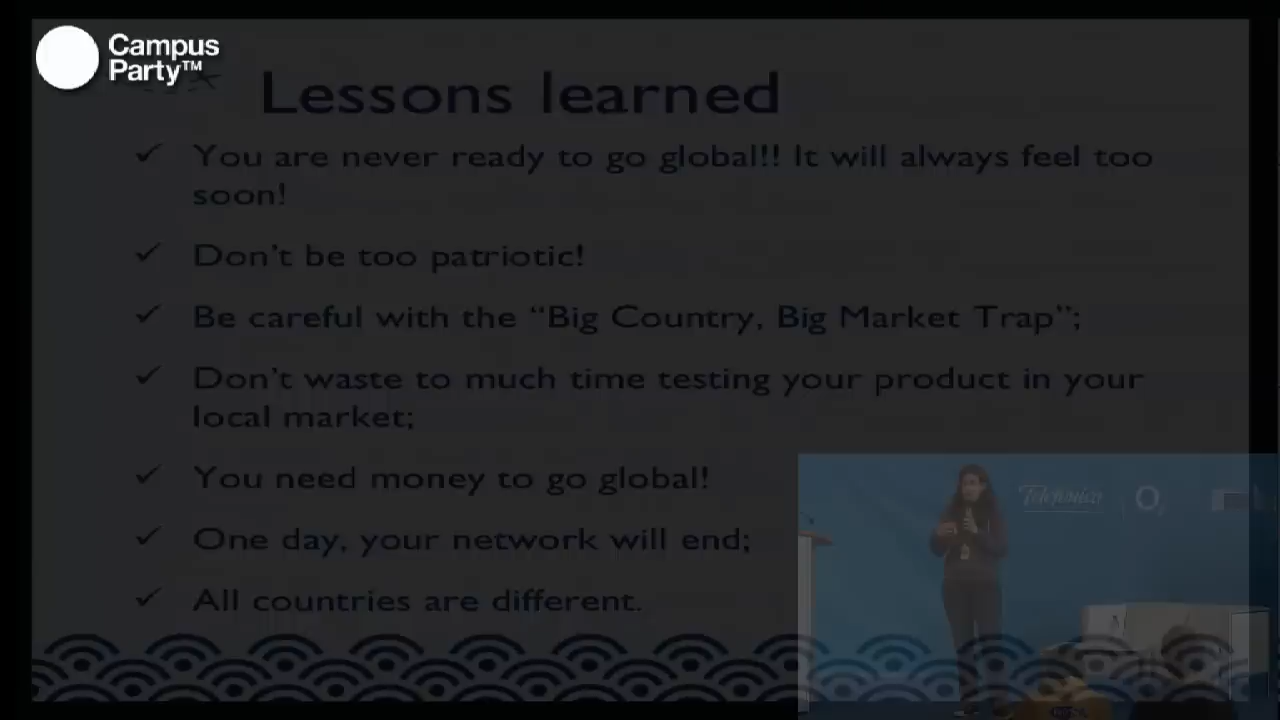 Campus
Party™
Lessons learned
✓ You are never ready to go global!! It will always feel too
soon!
✓ Don't be too patriotic!
✓ Be careful with the “Big Country, Big Market Trap”;
✓ Don't waste to much time testing your product in your
local market;
✓ You need money to go global!
✓ One day, your network will end;
✓ All countries are different.
Telefonica
O2